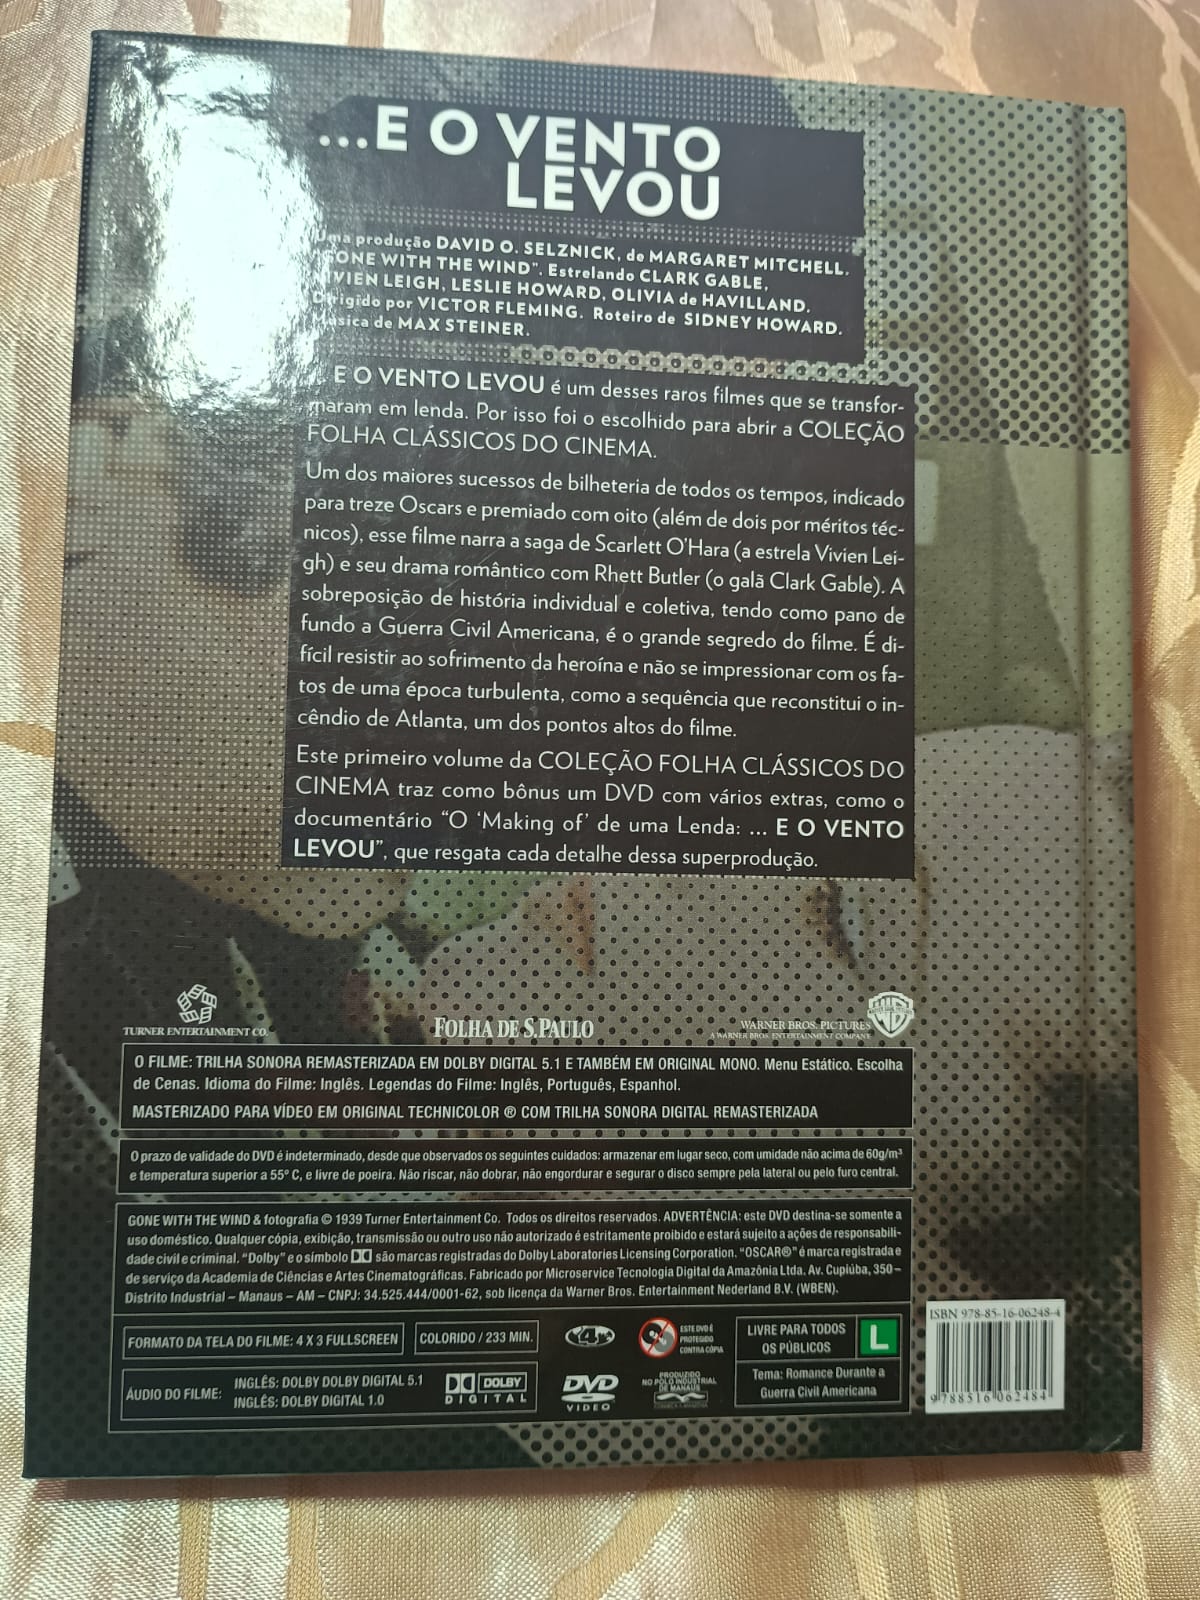 ...E O VENTO
LEVOU
Uma produção DAVID O. SELZNICK, de MARGARET MITCHELL.
"GONE WITH THE WIND". Estrelando CLARK GABLE,
VIVIEN LEIGH, LESLIE HOWARD, OLIVIA de HAVILLAND.
Dirigido por VICTOR FLEMING. Roteiro de SIDNEY HOWARD.
Música de MAX STEINER.
E O VENTO LEVOU é um desses raros filmes que se transfor-
maram em lenda. Por isso foi o escolhido para abrir a COLEÇÃO
FOLHA CLÁSSICOS DO CINEMA.
Um dos maiores sucessos de bilheteria de todos os tempos, indicado
para treze Oscars e premiado com oito (além de dois por méritos téc-
nicos), esse filme narra a saga de Scarlett O'Hara (a estrela Vivien Lei-
gh) e seu drama romântico com Rhett Butler (o galã Clark Gable). A
sobreposição de história individual e coletiva, tendo como pano de
fundo a Guerra Civil Americana, é o grande segredo do filme. É di-
fícil resistir ao sofrimento da heroína e não se impressionar com os fa-
tos de uma época turbulenta, como a sequência que reconstitui o in-
cêndio de Atlanta, um dos pontos altos do filme.
Este primeiro volume da COLEÇÃO FOLHA CLÁSSICOS DO
CINEMA traz como bônus um DVD com vários extras, como o
documentário "O 'Making of' de uma Lenda: ... E O VENTO
LEVOU", que resgata cada detalhe dessa superprodução.
TURNER ENTERTAINMENT CO.
FOLHA DE S.PAULO
WARNER BROS. PICTURES
A WARNER BROS. ENTERTAINMENT COMPANY
WB
O FILME: TRILHA SONORA REMASTERIZADA EM DOLBY DIGITAL 5.1 E TAMBÉM EM ORIGINAL MONO. Menu Estático. Escolha
de Cenas. Idioma do Filme: Inglês. Legendas do Filme: Inglês, Português, Espanhol.
MASTERIZADO PARA VÍDEO EM ORIGINAL TECHNICOLOR ® COM TRILHA SONORA DIGITAL REMASTERIZADA
O prazo de validade do DVD é indeterminado, desde que observados os seguintes cuidados: armazenar em lugar seco, com umidade não acima de 60g/m³
e temperatura superior a 55º C, e livre de poeira. Não riscar, não dobrar, não engordurar e segurar o disco sempre pela lateral ou pelo furo central.
GONE WITH THE WIND & fotografia © 1939 Turner Entertainment Co. Todos os direitos reservados. ADVERTÊNCIA: este DVD destina-se somente a
uso doméstico. Qualquer cópia, exibição, transmissão ou outro uso não autorizado é estritamente proibido e estará sujeito a ações de responsabili-
dade civil e criminal. "Dolby" e o símbolo são marcas registradas do Dolby Laboratories Licensing Corporation. "OSCAR®" é marca registrada e
de serviço da Academia de Ciências e Artes Cinematográficas. Fabricado por Microservice Tecnologia Digital da Amazônia Ltda. Av. Cupiúba, 350 –
Distrito Industrial – Manaus – AM – CNPJ: 34.525.444/0001-62, sob licença da Warner Bros. Entertainment Nederland B.V. (WBEN).
FORMATO DA TELA DO FILME: 4 X 3 FULLSCREEN
COLORIDO / 233 MIN.
4
ESTE DVD É
PROTEGIDO
CONTRA CÓPIA
LIVRE PARA TODOS
OS PÚBLICOS
L
ÁUDIO DO FILME:
INGLÊS: DOLBY DOLBY DIGITAL 5.1
INGLÊS: DOLBY DIGITAL 1.0
DOLBY
DIGITAL
DVD
VIDEO
PRODUZIDO
NO PÓLO INDUSTRIAL
DE MANAUS
CONHEÇA A AMAZÔNIA
Tema: Romance Durante a
Guerra Civil Americana
ISBN 978-85-16-06248-4
9 788516 062484